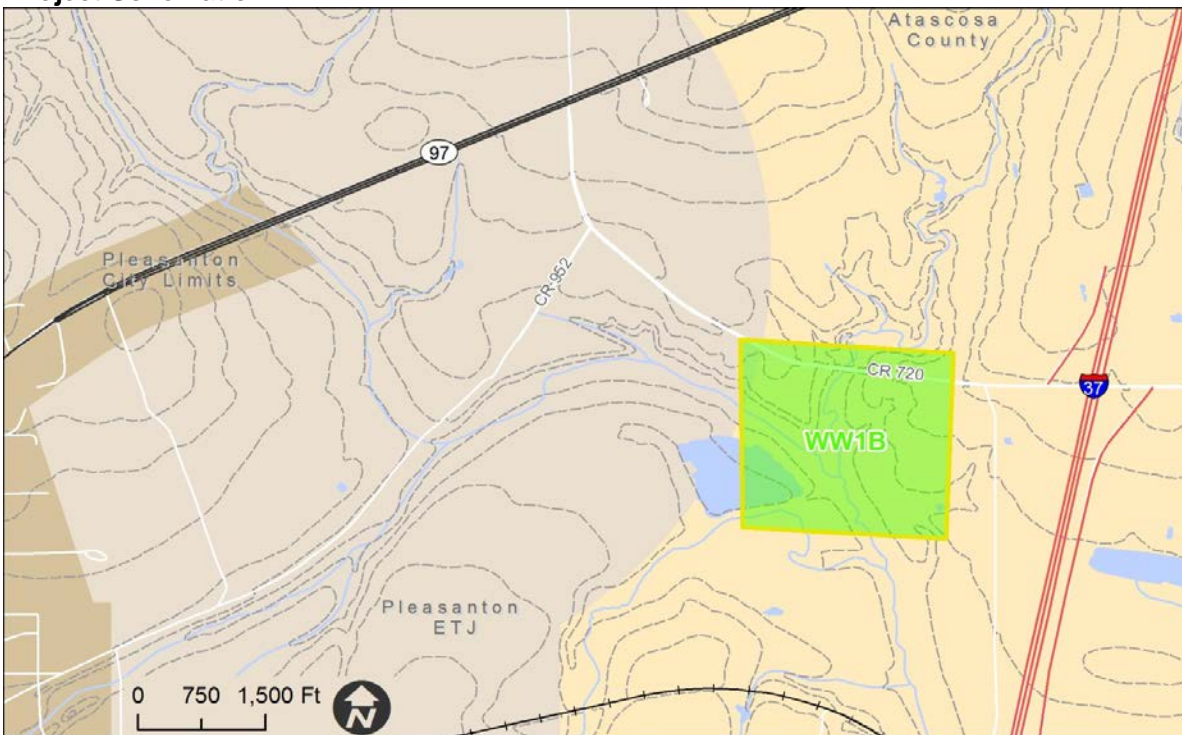 Atascosa
County
97
Pleasanton
City Limits
CR 952
CR 720
37
WW1B
Pleasanton
ETJ
0 750 1,500 Ft
N